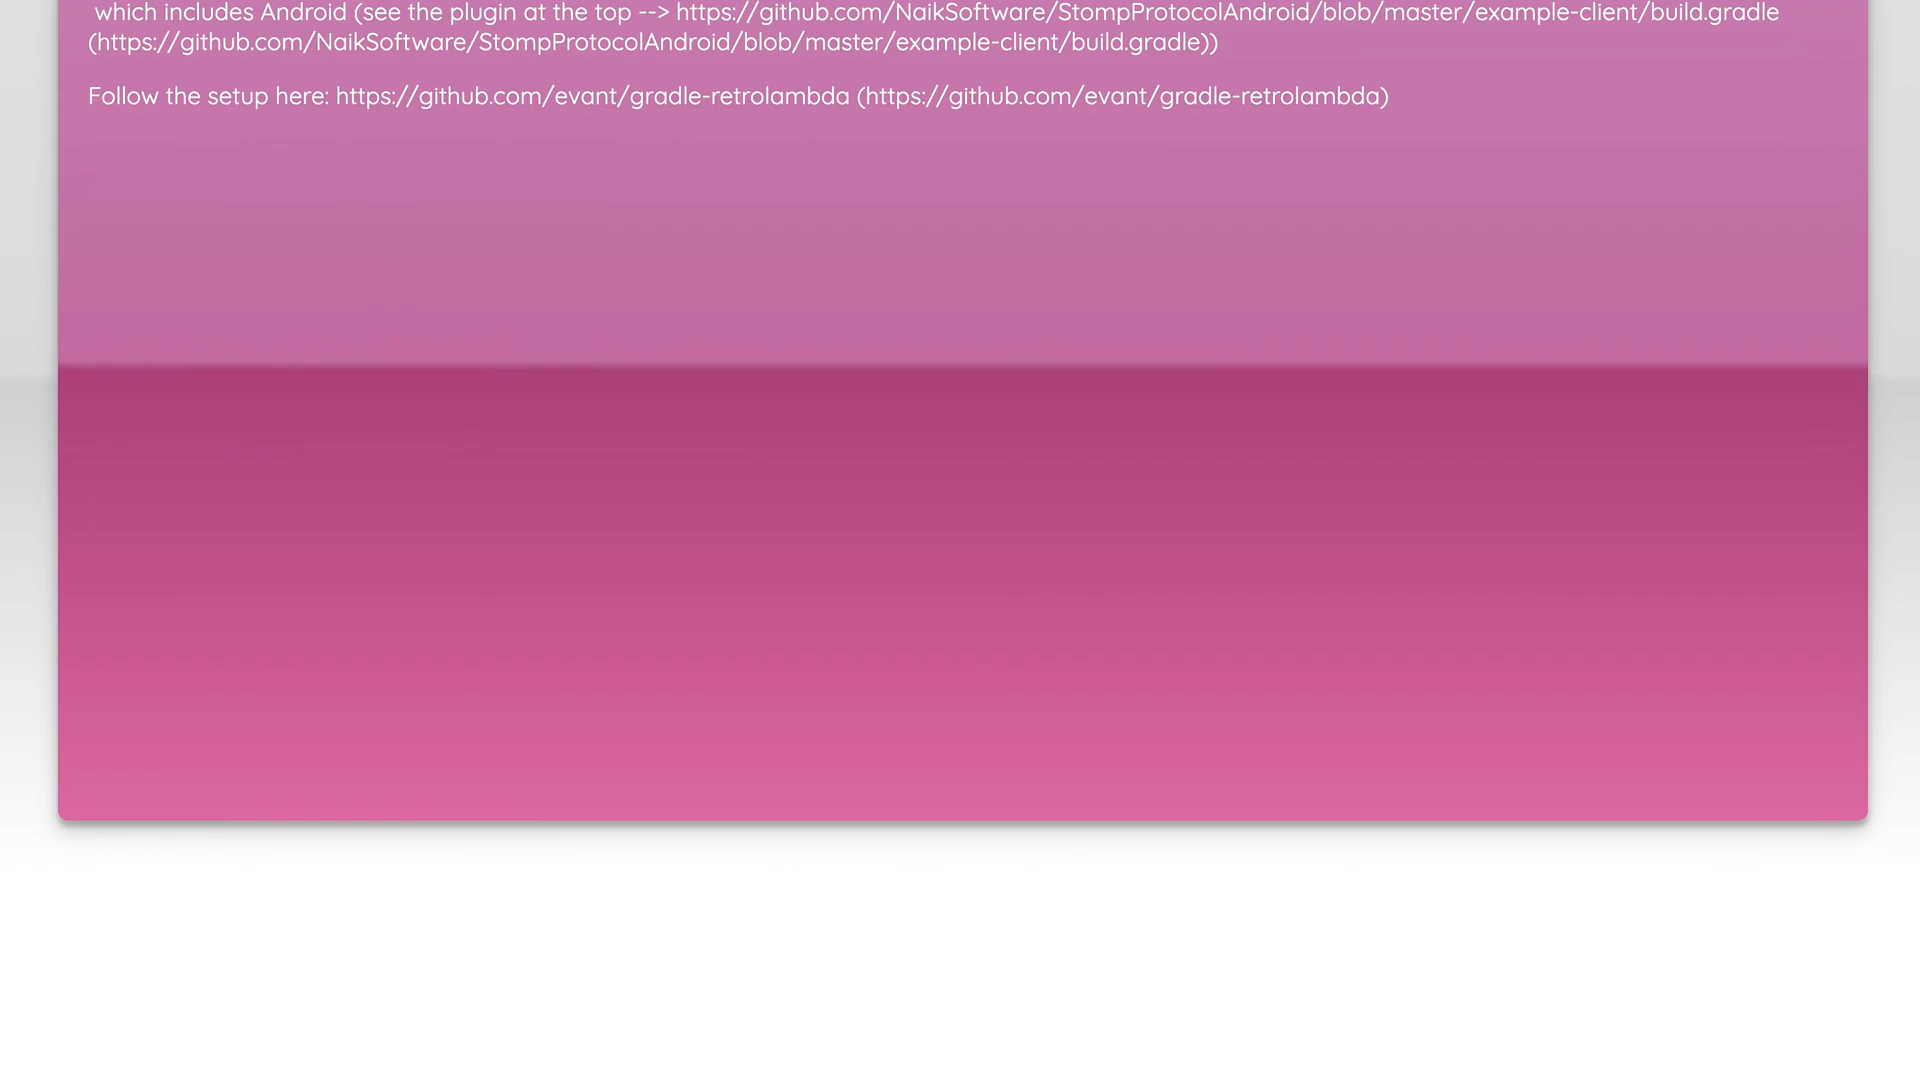 which includes Android (see the plugin at the top --> https://github.com/NaikSoftware/StompProtocolAndroid/blob/master/example-client/build.gradle
(https://github.com/NaikSoftware/StompProtocolAndroid/blob/master/example-client/build.gradle))
Follow the setup here: https://github.com/evant/gradle-retrolambda (https://github.com/evant/gradle-retrolambda)